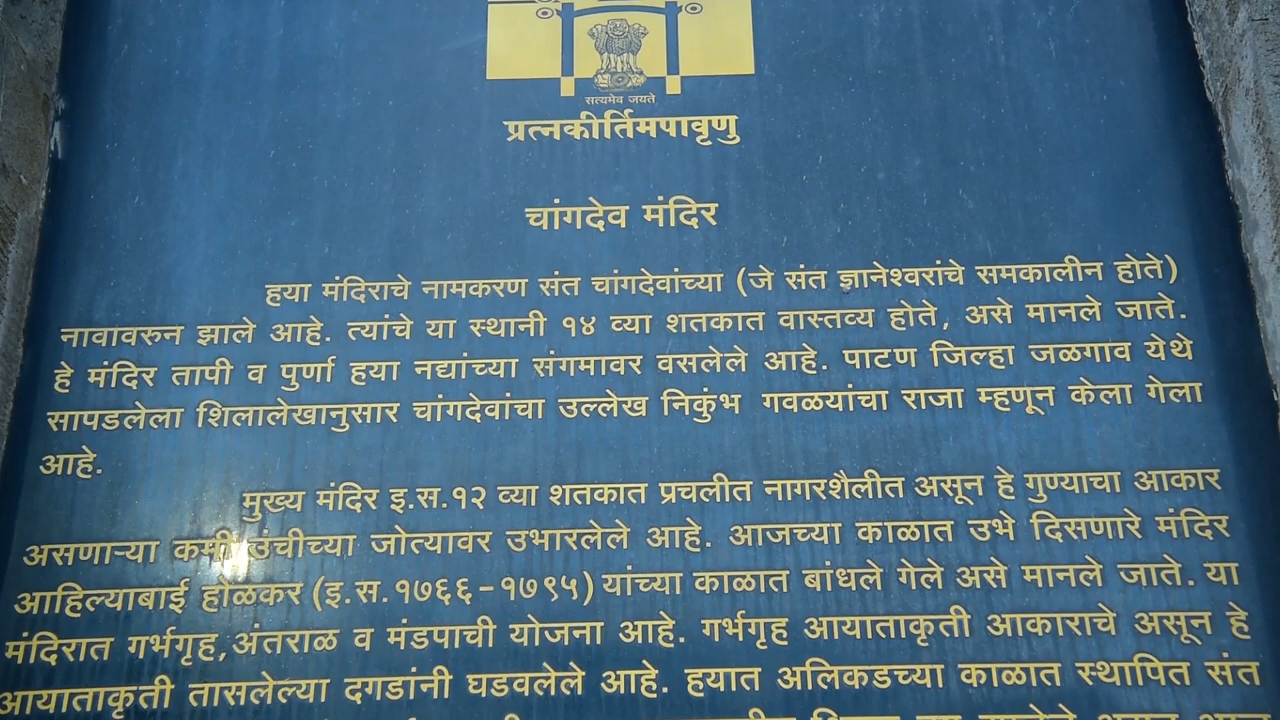 सत्यमेव जयते
प्रत्नकीर्तिमपावृणु
चांगदेव मंदिर
हया मंदिराचे नामकरण संत चांगदेवांच्या (जे संत ज्ञानेश्वरांचे समकालीन होते)
नावावरुन झाले आहे. त्यांचे या स्थानी १४ व्या शतकात वास्तव्य होते, असे मानले जाते.
हे मंदिर तापी व पुर्णा हया नद्यांच्या संगमावर वसलेले आहे. पाटण जिल्हा जळगाव येथे
सापडलेला शिलालेखानुसार चांगदेवांचा उल्लेख निकुंभ गवळयांचा राजा म्हणून केला गेला
आहे.
मुख्य मंदिर इ.स.१२ व्या शतकात प्रचलीत नागरशैलीत असून हे गुण्याचा आकार
असणाऱ्या कमी उंचीच्या जोत्यावर उभारलेले आहे. आजच्या काळात उभे दिसणारे मंदिर
आहिल्याबाई होळकर (इ.स.१७६६-१७९५) यांच्या काळात बांधले गेले असे मानले जाते. या
मंदिरात गर्भगृह,अंतराळ व मंडपाची योजना आहे. गर्भगृह आयाताकृती आकाराचे असून हे
आयाताकृती तासलेल्या दगडांनी घडवलेले आहे. हयात अलिकडच्या काळात स्थापित संत